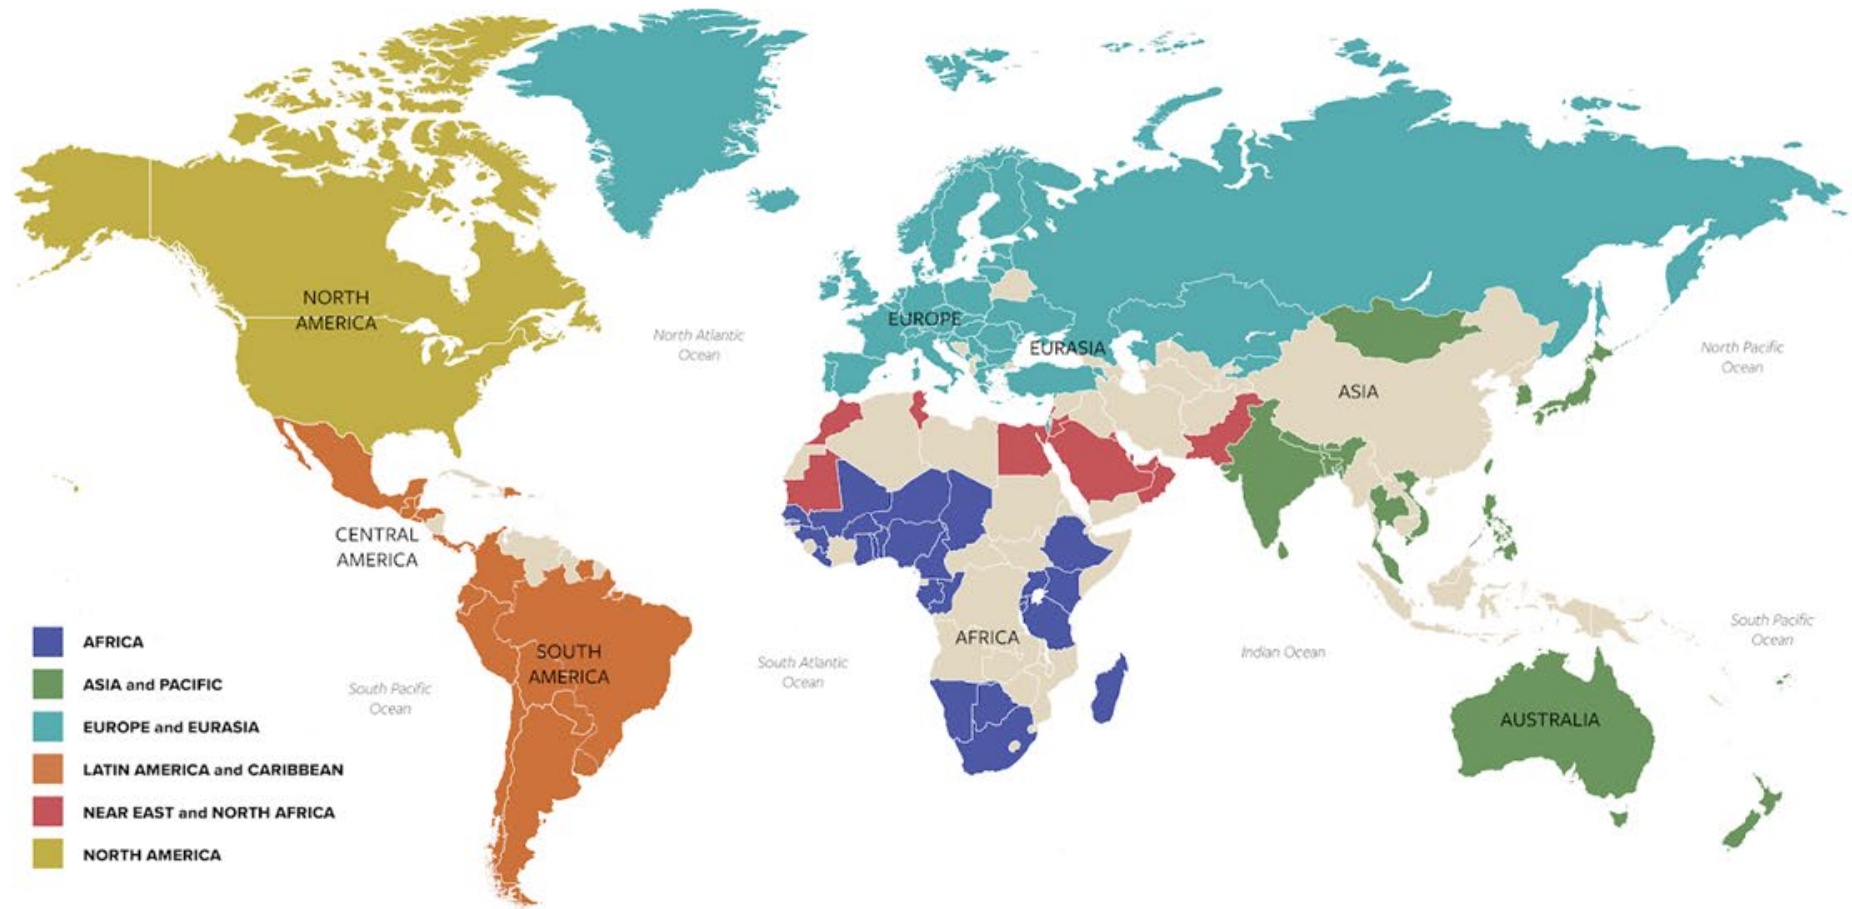 NORTH
AMERICA
North Atlantic
Ocean
EUROPE
EURASIA
North Pacific
Ocean
ASIA
CENTRAL
AMERICA
AFRICA
SOUTH
AMERICA
South Atlantic
Ocean
Indian Ocean
South Pacific
Ocean
South Pacific
Ocean
AUSTRALIA
AFRICA
ASIA and PACIFIC
EUROPE and EURASIA
LATIN AMERICA and CARIBBEAN
NEAR EAST and NORTH AFRICA
NORTH AMERICA